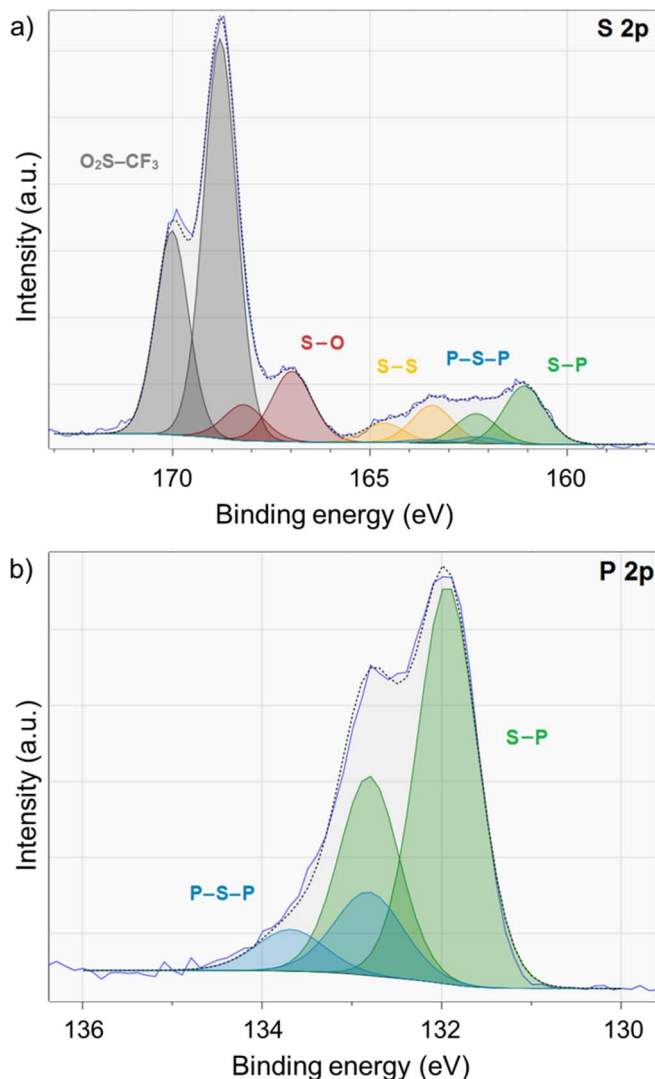 a)
S 2p
O₂S–CF₃
S–O
S–S
P–S–P
S–P
Intensity (a.u.)
170
165
160
Binding energy (eV)
b)
P 2p
S–P
P–S–P
Intensity (a.u.)
136
134
132
130
Binding energy (eV)